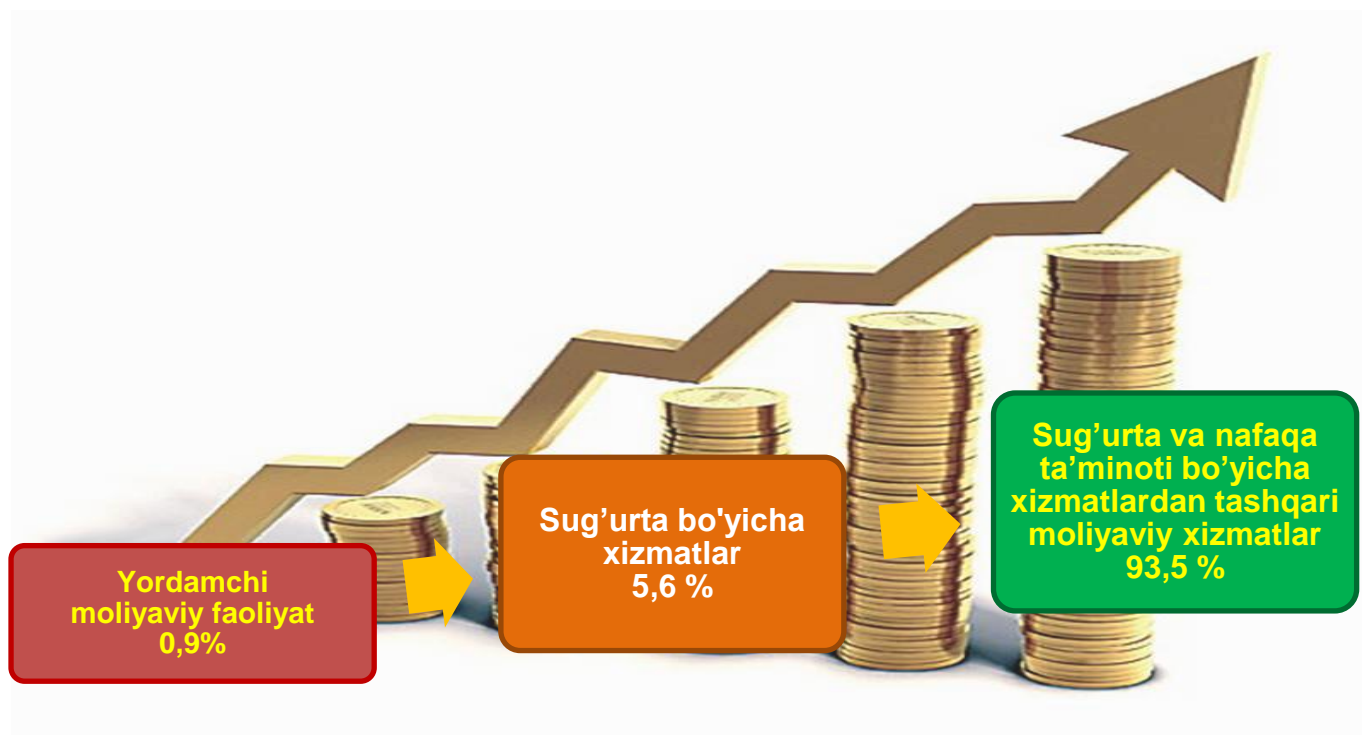 Yordamchi
moliyaviy faoliyat
0,9%
Sug’urta bo'yicha
xizmatlar
5,6 %
Sug’urta va nafaqa
ta’minoti bo’yicha
xizmatlardan tashqari
moliyaviy xizmatlar
93,5 %